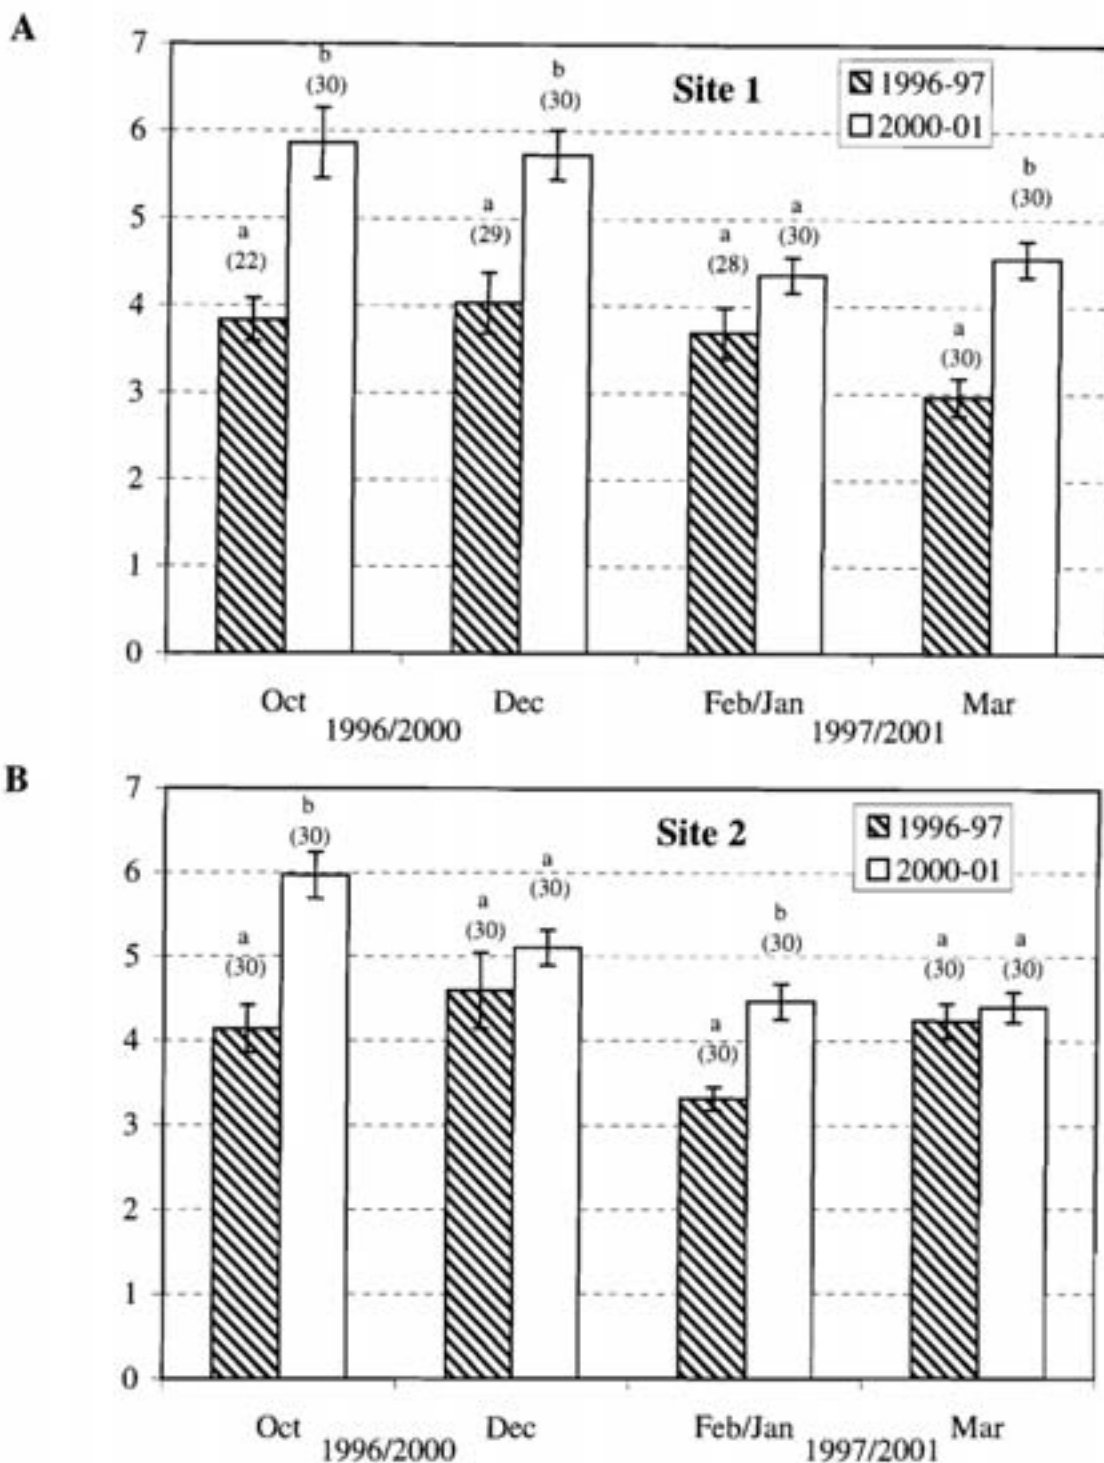 A
7
6
5
4
3
2
1
0
Site 1
1996-97
2000-01
a
(22)
b
(30)
a
(29)
b
(30)
a
(28)
a
(30)
a
(30)
b
(30)
Oct Dec Feb/Jan Mar
1996/2000 1997/2001
B
7
6
5
4
3
2
1
0
Site 2
1996-97
2000-01
a
(30)
b
(30)
a
(30)
a
(30)
a
(30)
b
(30)
a
(30)
a
(30)
Oct Dec Feb/Jan Mar
1996/2000 1997/2001